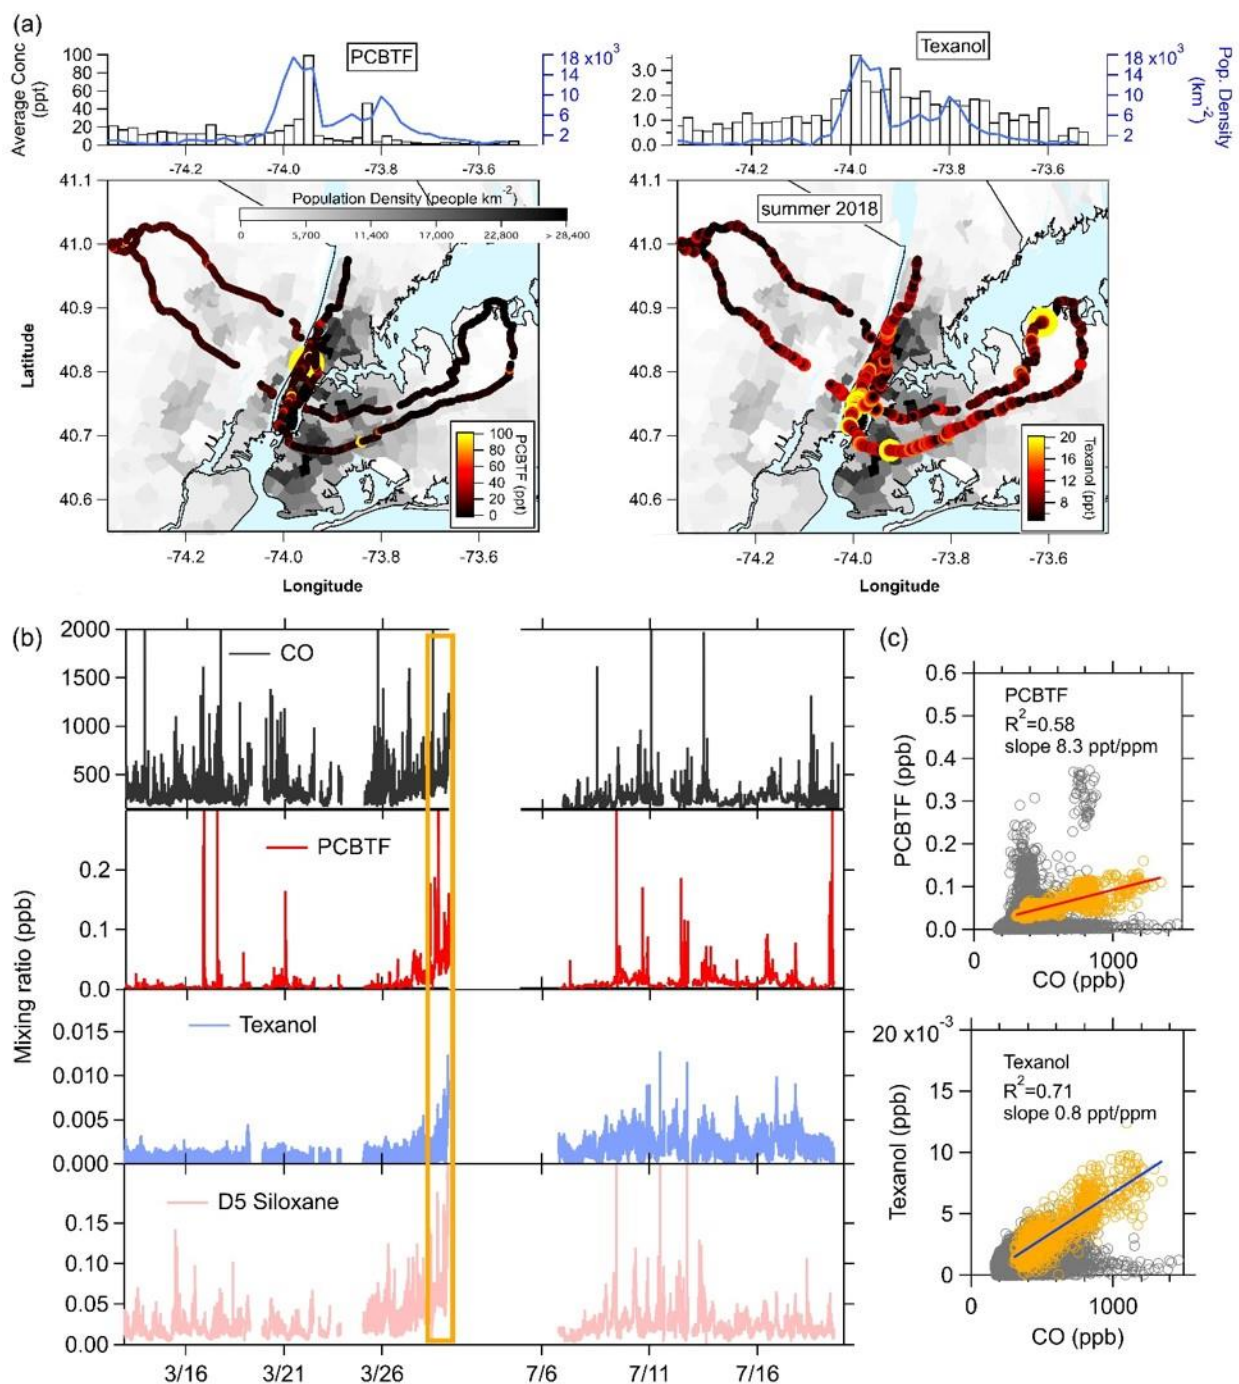 (a)
PCBTF
Average Conc
(ppt)
100
80
60
40
20
0
18 x10³
14
10
6
2
-74.2 -74.0 -73.8 -73.6
Texanol
3.0
2.0
1.0
0.0
18 x10³
14
10
6
2
Pop. Density
(km⁻²)
-74.2 -74.0 -73.8 -73.6
Population Density (people km⁻²)
0 5,700 11,400 17,000 22,800 > 28,400
41.1
41.0
40.9
40.8
40.7
40.6
Latitude
100
80
60
40
20
0
PCBTF (ppt)
-74.2 -74.0 -73.8 -73.6
Longitude
summer 2018
41.1
41.0
40.9
40.8
40.7
40.6
20
16
12
8
Texanol (ppt)
-74.2 -74.0 -73.8 -73.6
Longitude
(b)
2000
1500
1000
500
CO
Mixing ratio (ppb)
0.2
0.1
0.0
PCBTF
0.015
0.010
0.005
0.000
Texanol
0.15
0.10
0.05
0.00
D5 Siloxane
3/16 3/21 3/26 7/6 7/11 7/16
(c)
PCBTF
R²=0.58
slope 8.3 ppt/ppm
PCBTF (ppb)
0.6
0.5
0.4
0.3
0.2
0.1
0.0
0 1000
CO (ppb)
Texanol
R²=0.71
slope 0.8 ppt/ppm
Texanol (ppb)
20 x10⁻³
15
10
5
0
0 1000
CO (ppb)